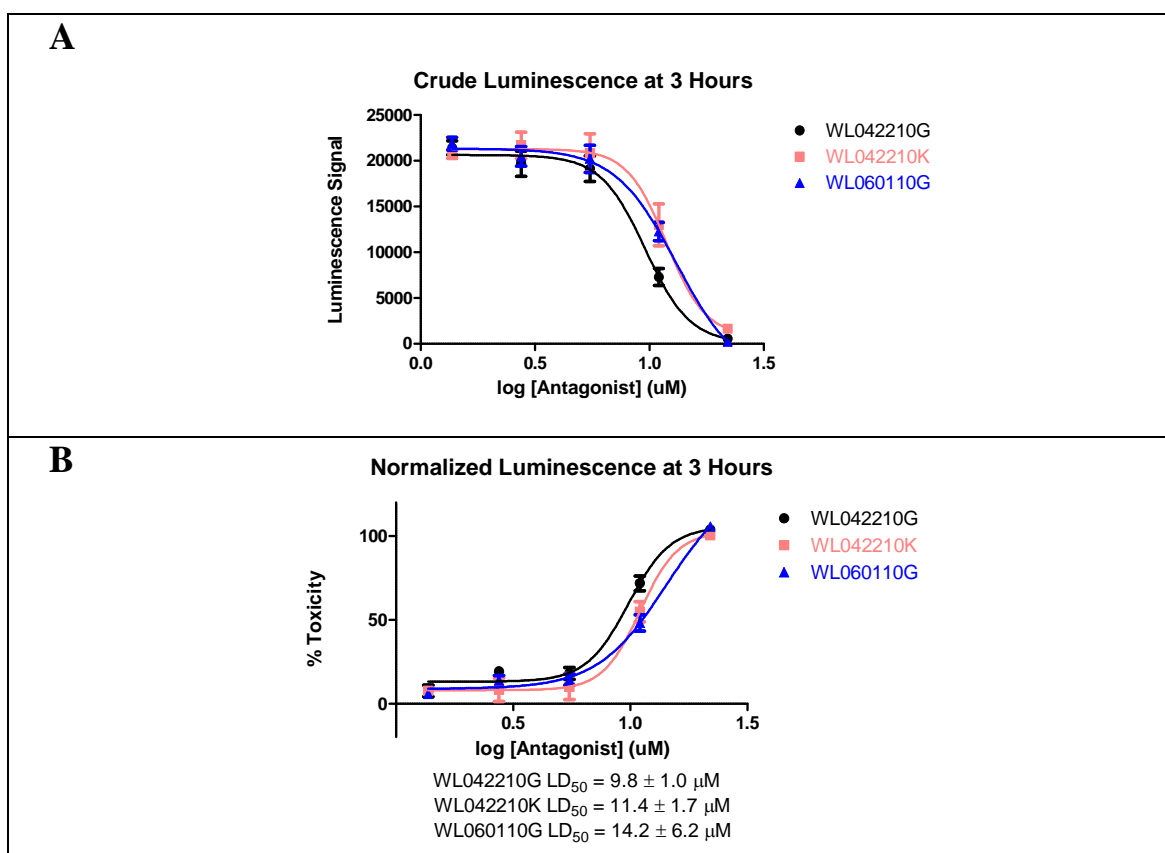 A
Crude Luminescence at 3 Hours
25000
20000
15000
10000
5000
0
Luminescence Signal
0.0 0.5 1.0 1.5
log [Antagonist] (uM)
WL042210G
WL042210K
WL060110G
B
Normalized Luminescence at 3 Hours
100
50
0
% Toxicity
0.5 1.0 1.5
log [Antagonist] (uM)
WL042210G
WL042210K
WL060110G
WL042210G LD50 = 9.8 ± 1.0 μM
WL042210K LD50 = 11.4 ± 1.7 μM
WL060110G LD50 = 14.2 ± 6.2 μM